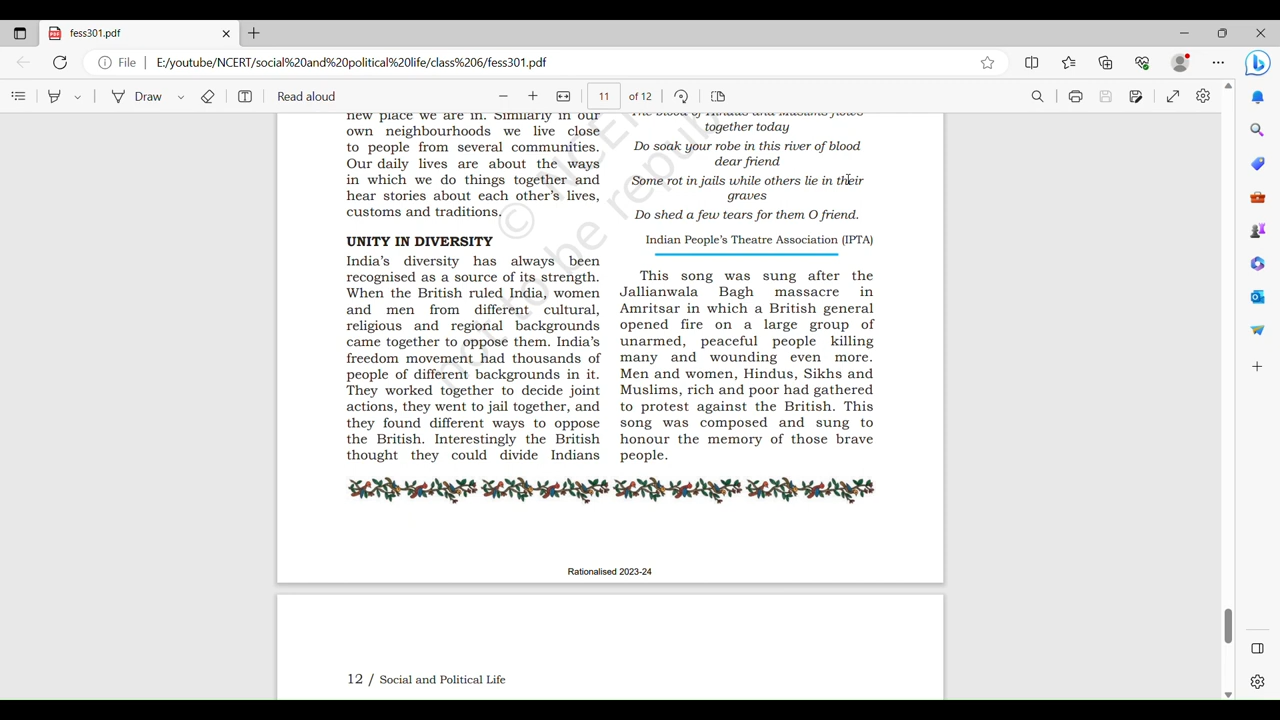 fess301.pdf
File
E:/youtube/NCERT/social%20and%20political%20life/class%206/fess301.pdf
Draw
Read aloud
11
of 12
new place we are in. Similarly in our
own neighbourhoods we live close
to people from several communities.
Our daily lives are about the ways
in which we do things together and
hear stories about each other's lives,
customs and traditions.
UNITY IN DIVERSITY
India's diversity has always been
recognised as a source of its strength.
When the British ruled India, women
and men from different cultural,
religious and regional backgrounds
came together to oppose them. India's
freedom movement had thousands of
people of different backgrounds in it.
They worked together to decide joint
actions, they went to jail together, and
they found different ways to oppose
the British. Interestingly the British
thought they could divide Indians
The blood of Hindus and Muslims flows
together today
Do soak your robe in this river of blood
dear friend
Some rot in jails while others lie in their
graves
Do shed a few tears for them O friend.
Indian People's Theatre Association (IPTA)
This song was sung after the
Jallianwala Bagh massacre in
Amritsar in which a British general
opened fire on a large group of
unarmed, peaceful people killing
many and wounding even more.
Men and women, Hindus, Sikhs and
Muslims, rich and poor had gathered
to protest against the British. This
song was composed and sung to
honour the memory of those brave
people.
© NCE
not to be repu
Rationalised 2023-24
12 / Social and Political Life